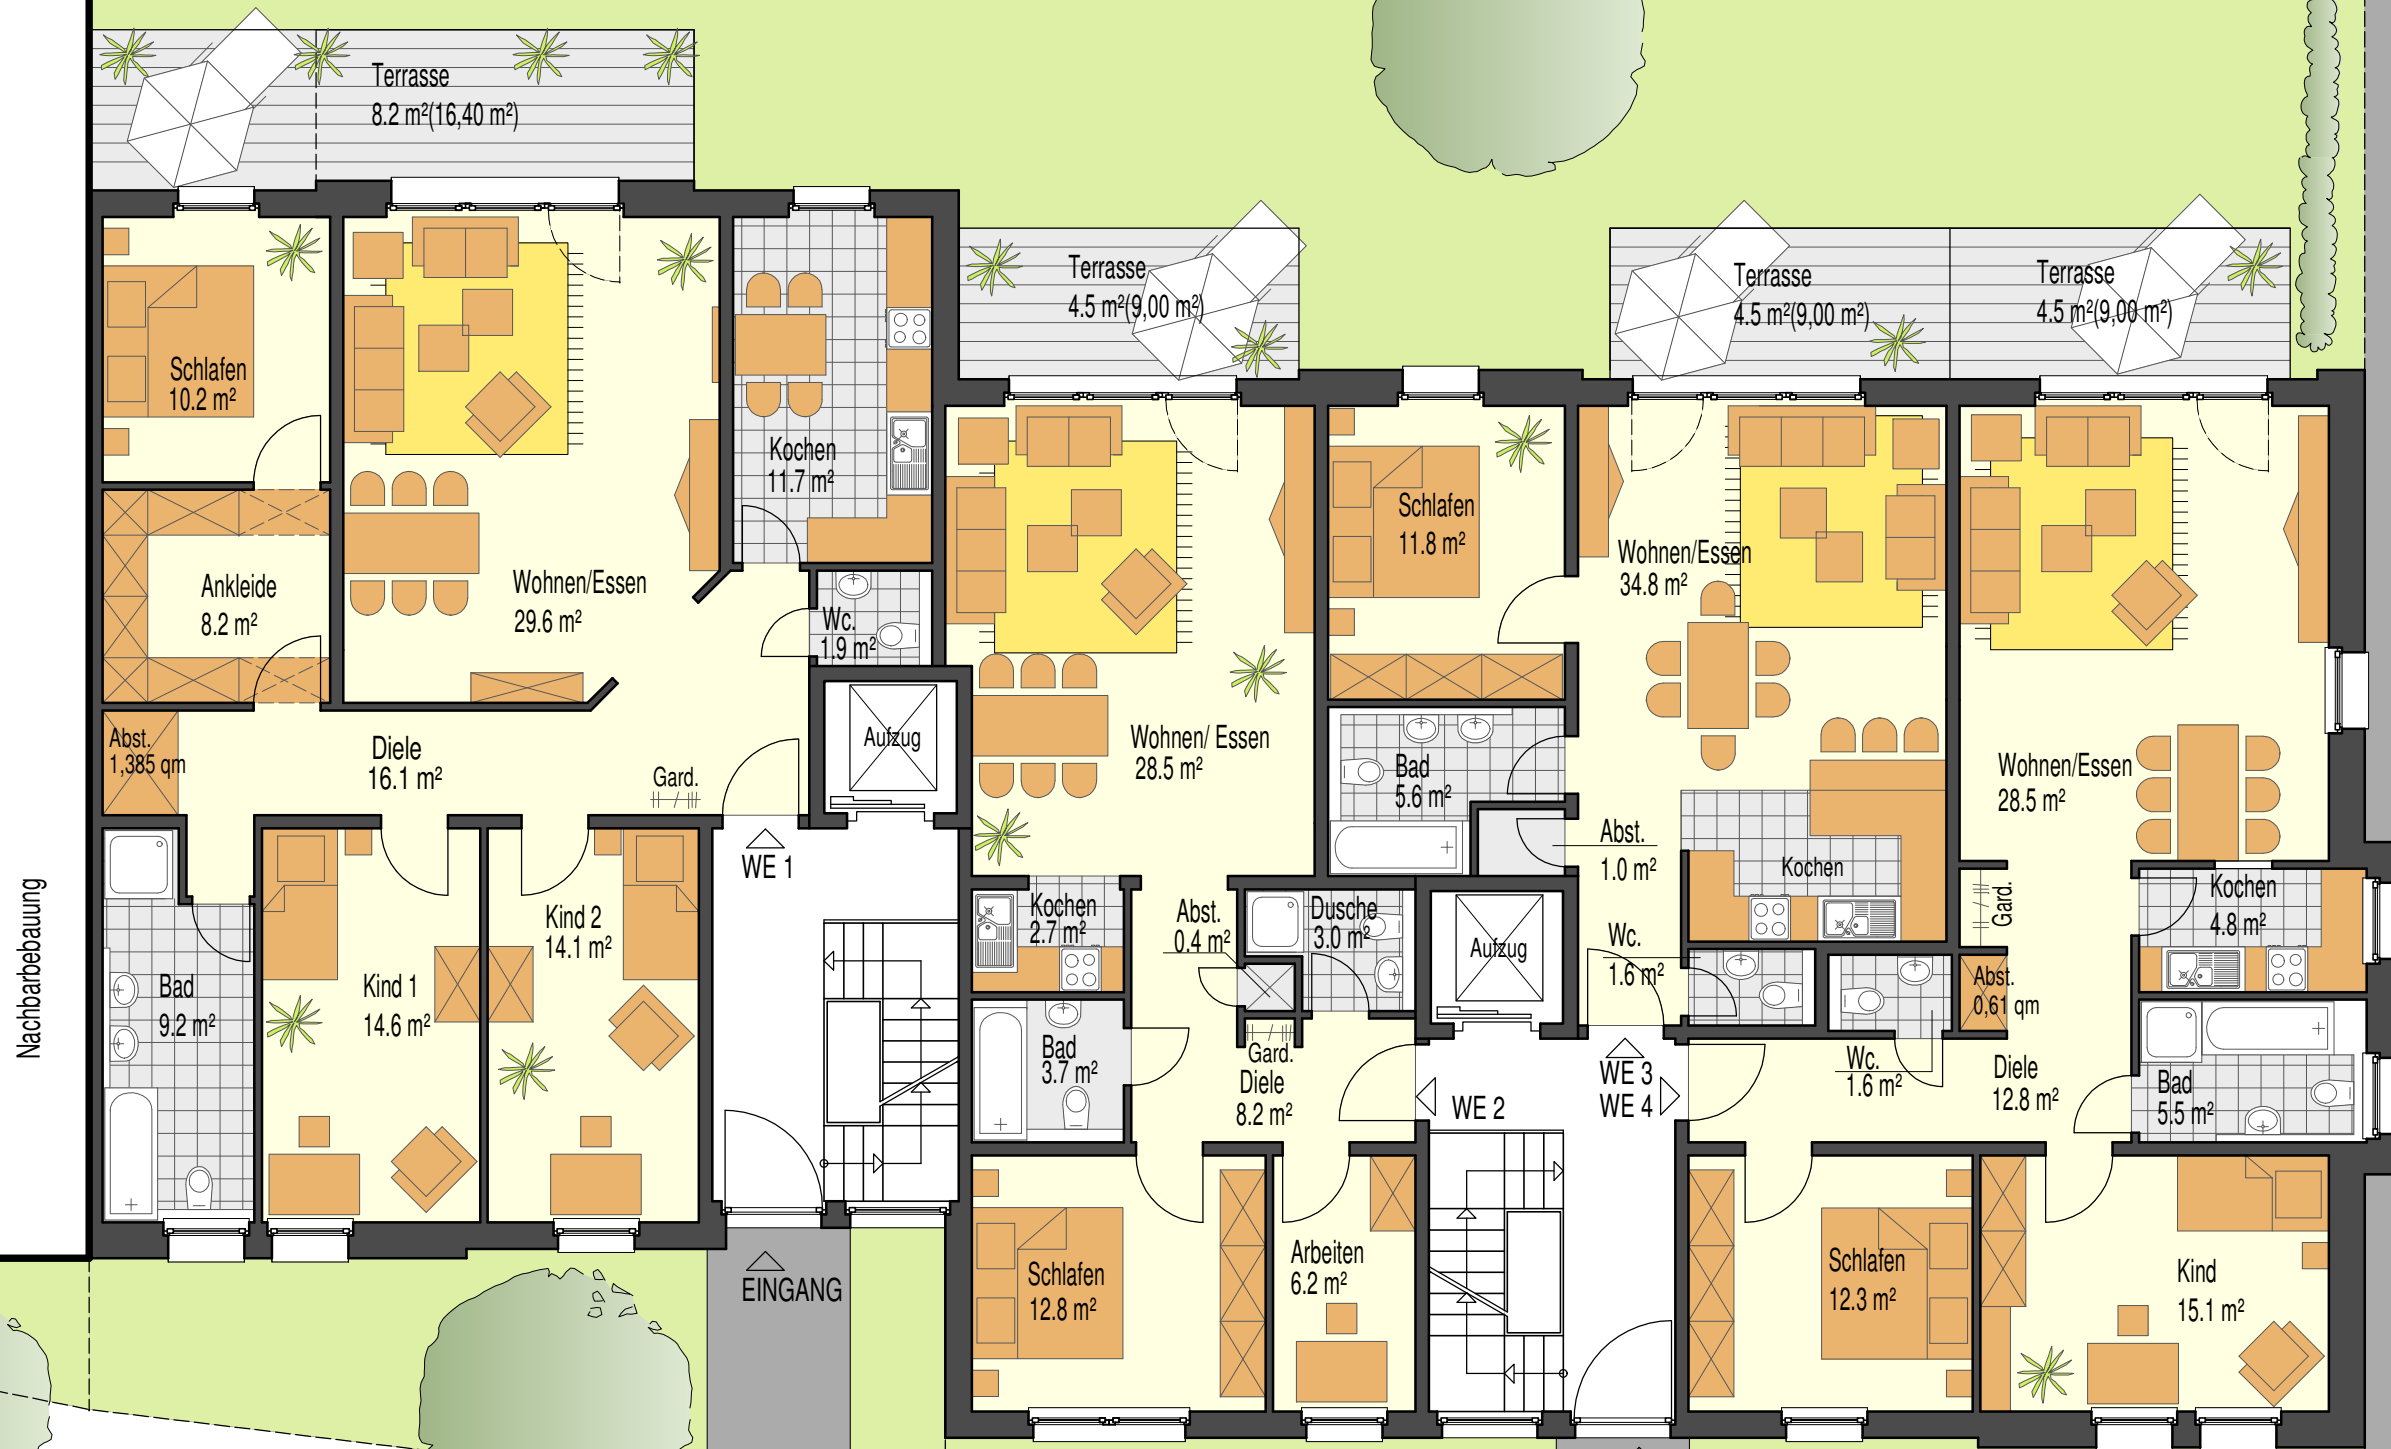 Terrasse
8.2 m²(16,40 m²)
Terrasse
4.5 m²(9,00 m²)
Terrasse
4.5 m²(9,00 m²)
Terrasse
4.5 m²(9,00 m²)
Schlafen
10.2 m²
Ankleide
8.2 m²
Wohnen/Essen
29.6 m²
Kochen
11.7 m²
Wc.
1.9 m²
Abst.
1,385 qm
Diele
16.1 m²
Gard.
Aufzug
WE 1
Bad
9.2 m²
Kind 1
14.6 m²
Kind 2
14.1 m²
Nachbarbebauung
EINGANG
Wohnen/ Essen
28.5 m²
Kochen
2.7 m²
Abst.
0.4 m²
Dusche
3.0 m²
Bad
3.7 m²
Gard.
Diele
8.2 m²
Schlafen
12.8 m²
Arbeiten
6.2 m²
WE 2
Schlafen
11.8 m²
Wohnen/Essen
34.8 m²
Bad
5.6 m²
Abst.
1.0 m²
Kochen
Wc.
1.6 m²
Aufzug
WE 3
WE 4
Wohnen/Essen
28.5 m²
Gard.
Kochen
4.8 m²
Abst.
0,61 qm
Wc.
1.6 m²
Diele
12.8 m²
Bad
5.5 m²
Schlafen
12.3 m²
Kind
15.1 m²